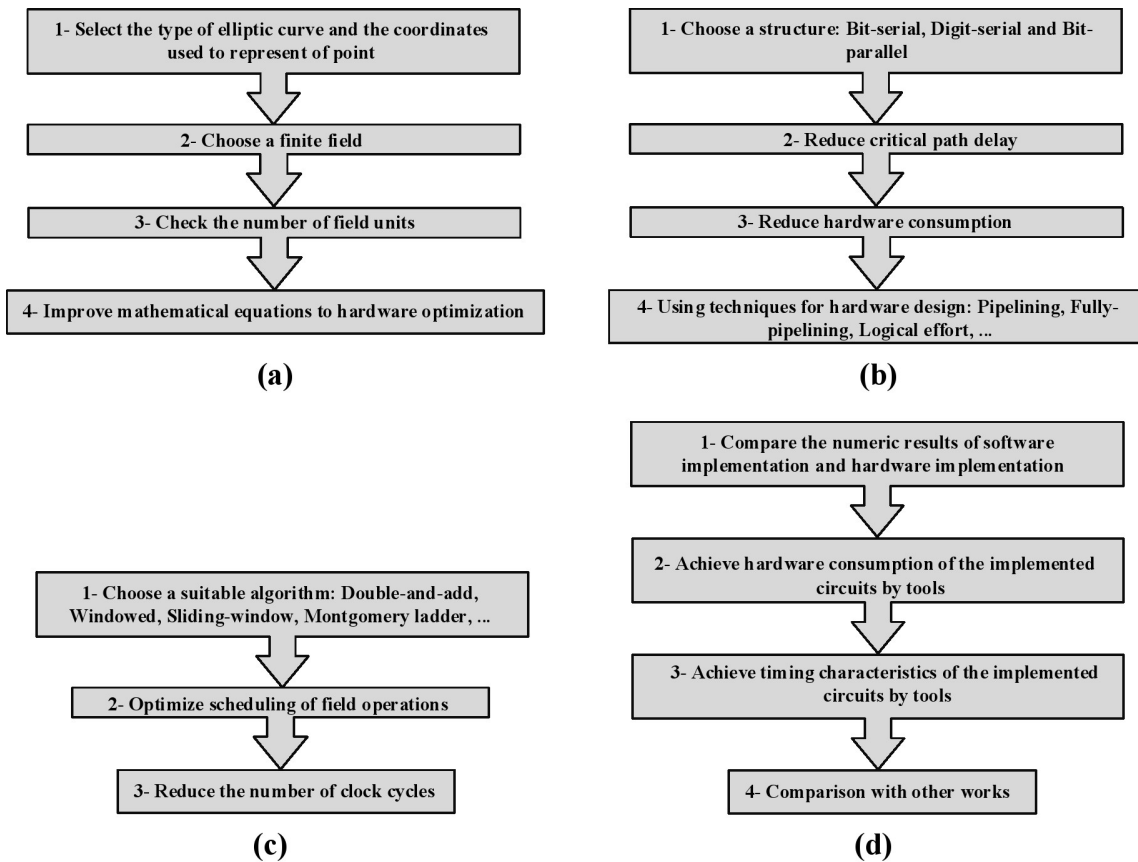 1- Select the type of elliptic curve and the coordinates
used to represent of point
2- Choose a finite field
3- Check the number of field units
4- Improve mathematical equations to hardware optimization
(a)
1- Choose a structure: Bit-serial, Digit-serial and Bit-
parallel
2- Reduce critical path delay
3- Reduce hardware consumption
4- Using techniques for hardware design: Pipelining, Fully-
pipelining, Logical effort, ...
(b)
1- Choose a suitable algorithm: Double-and-add,
Windowed, Sliding-window, Montgomery ladder, ...
2- Optimize scheduling of field operations
3- Reduce the number of clock cycles
(c)
1- Compare the numeric results of software
implementation and hardware implementation
2- Achieve hardware consumption of the implemented
circuits by tools
3- Achieve timing characteristics of the implemented
circuits by tools
4- Comparison with other works
(d)